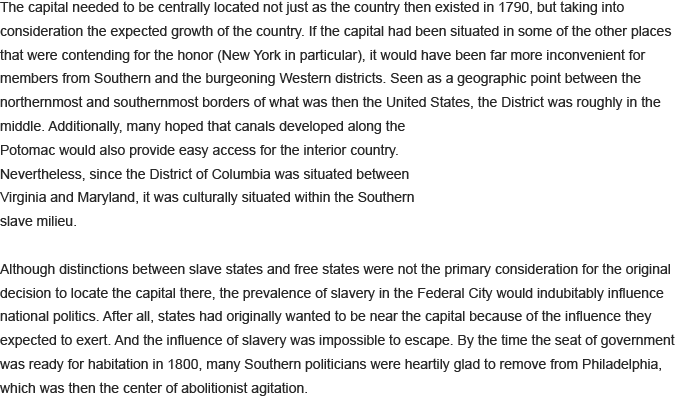 The capital needed to be centrally located not just as the country then existed in 1790, but taking into
consideration the expected growth of the country. If the capital had been situated in some of the other places
that were contending for the honor (New York in particular), it would have been far more inconvenient for
members from Southern and the burgeoning Western districts. Seen as a geographic point between the
northernmost and southernmost borders of what was then the United States, the District was roughly in the
middle. Additionally, many hoped that canals developed along the
Potomac would also provide easy access for the interior country.
Nevertheless, since the District of Columbia was situated between
Virginia and Maryland, it was culturally situated within the Southern
slave milieu.
Although distinctions between slave states and free states were not the primary consideration for the original
decision to locate the capital there, the prevalence of slavery in the Federal City would indubitably influence
national politics. After all, states had originally wanted to be near the capital because of the influence they
expected to exert. And the influence of slavery was impossible to escape. By the time the seat of government
was ready for habitation in 1800, many Southern politicians were heartily glad to remove from Philadelphia,
which was then the center of abolitionist agitation.